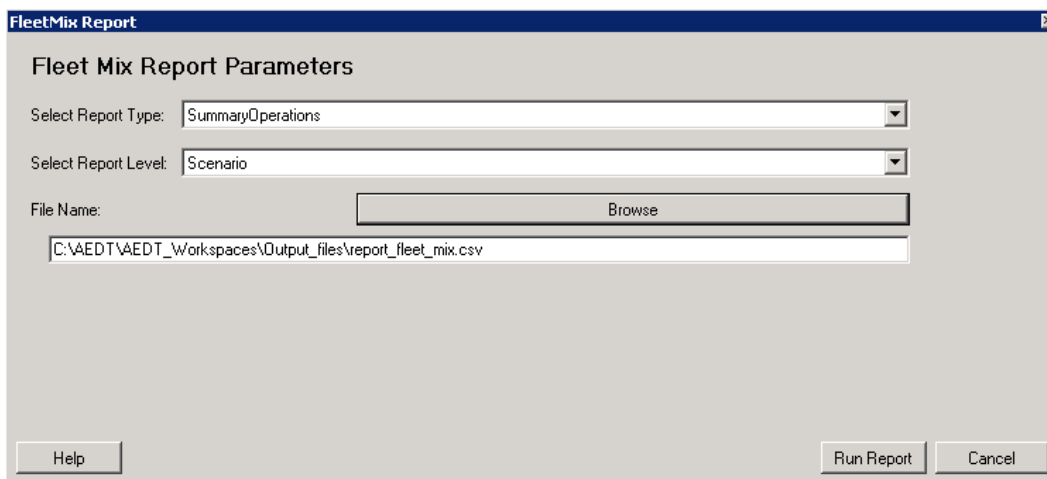 FleetMix Report
Fleet Mix Report Parameters
Select Report Type: SummaryOperations
Select Report Level: Scenario
File Name: Browse
C:\AEDT\AEDT_Workspaces\Output_files\report_fleet_mix.csv
Help Run Report Cancel